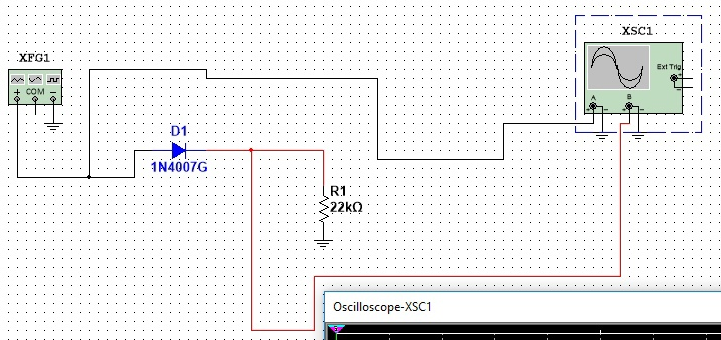 XSC1
XFG1
Ext Trig
+ COM −
A B
D1
1N4007G
R1
22kΩ
Oscilloscope-XSC1